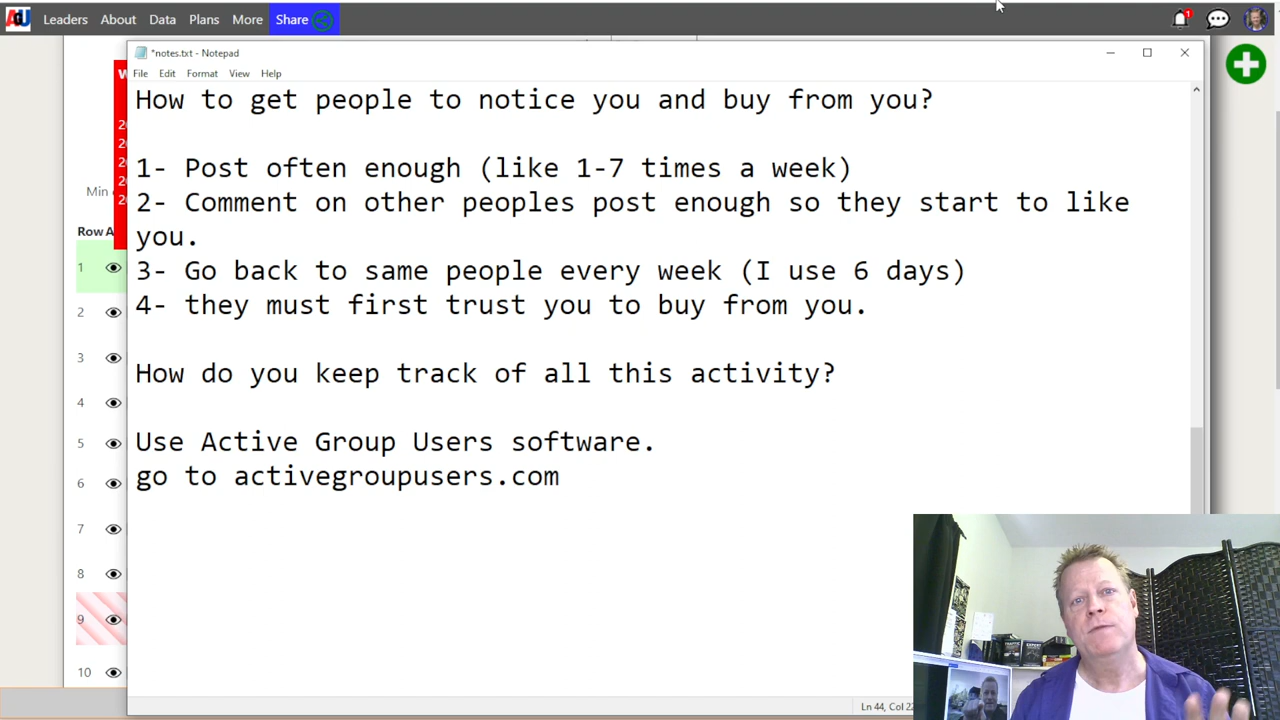 AdU Leaders About Data Plans More Share
1
*notes.txt - Notepad
File Edit Format View Help
How to get people to notice you and buy from you?
1- Post often enough (like 1-7 times a week)
2- Comment on other peoples post enough so they start to like
you.
3- Go back to same people every week (I use 6 days)
4- they must first trust you to buy from you.
How do you keep track of all this activity?
Use Active Group Users software.
go to activegroupusers.com
Min
Row A
1
2
3
4
5
6
7
8
9
10
Ln 44, Col 22